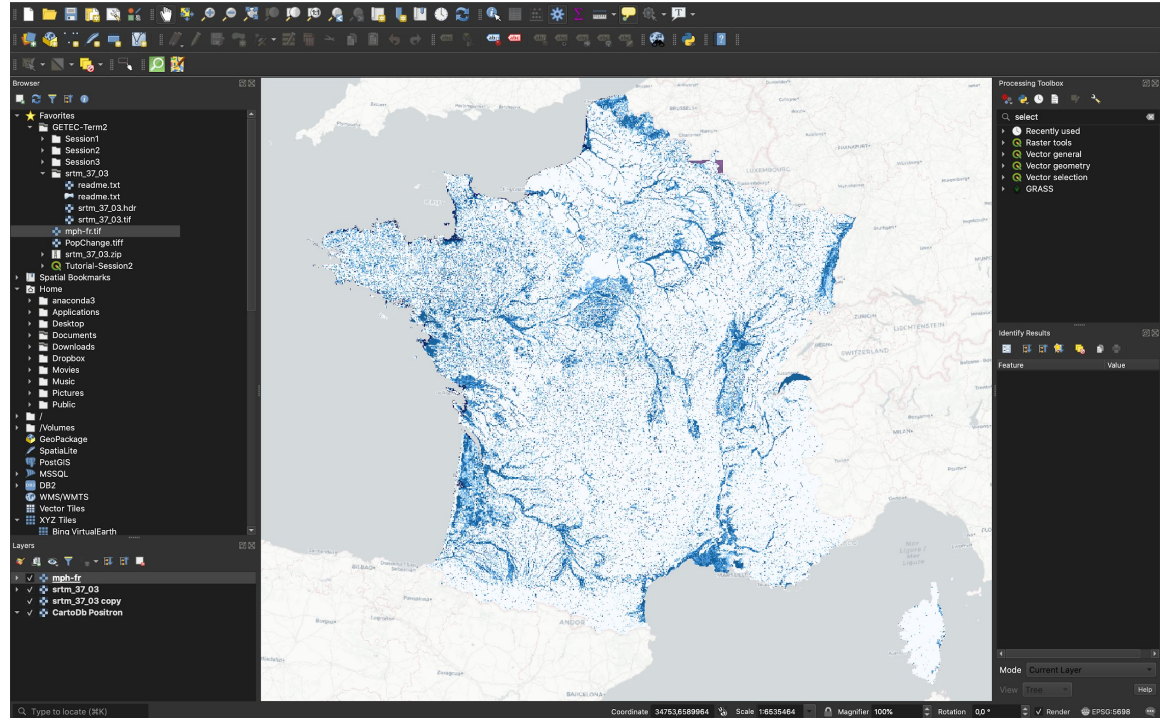 Browser
Processing Toolbox
Favorites
GETEC-Term2
Session1
Session2
Session3
srtm_37_03
readme.txt
readme.txt
srtm_37_03.hdr
srtm_37_03.tif
mph-fr.tif
PopChange.tiff
srtm_37_03.zip
Tutorial-Session2
Spatial Bookmarks
Home
anaconda3
Applications
Desktop
Documents
Downloads
Dropbox
Movies
Music
Pictures
Public
/
/Volumes
GeoPackage
SpatiaLite
PostGIS
MSSQL
DB2
WMS/WMTS
Vector Tiles
XYZ Tiles
Bing VirtualEarth
Layers
mph-fr
srtm_37_03
srtm_37_03 copy
CartoDb Positron
LUXEMBOURG
LIECHTENSTEIN
SWITZERLAND
MARSEILLE
ANDOR
BARCELONA
select
Recently used
Raster tools
Vector general
Vector geometry
Vector selection
GRASS
Identify Results
Feature Value
Mode Current Layer
View Tree Help
Type to locate (⌘K) Coordinate 34753,6589964 Scale 1:6535464 Magnifier 100% Rotation 0,0 ° Render EPSG:5698